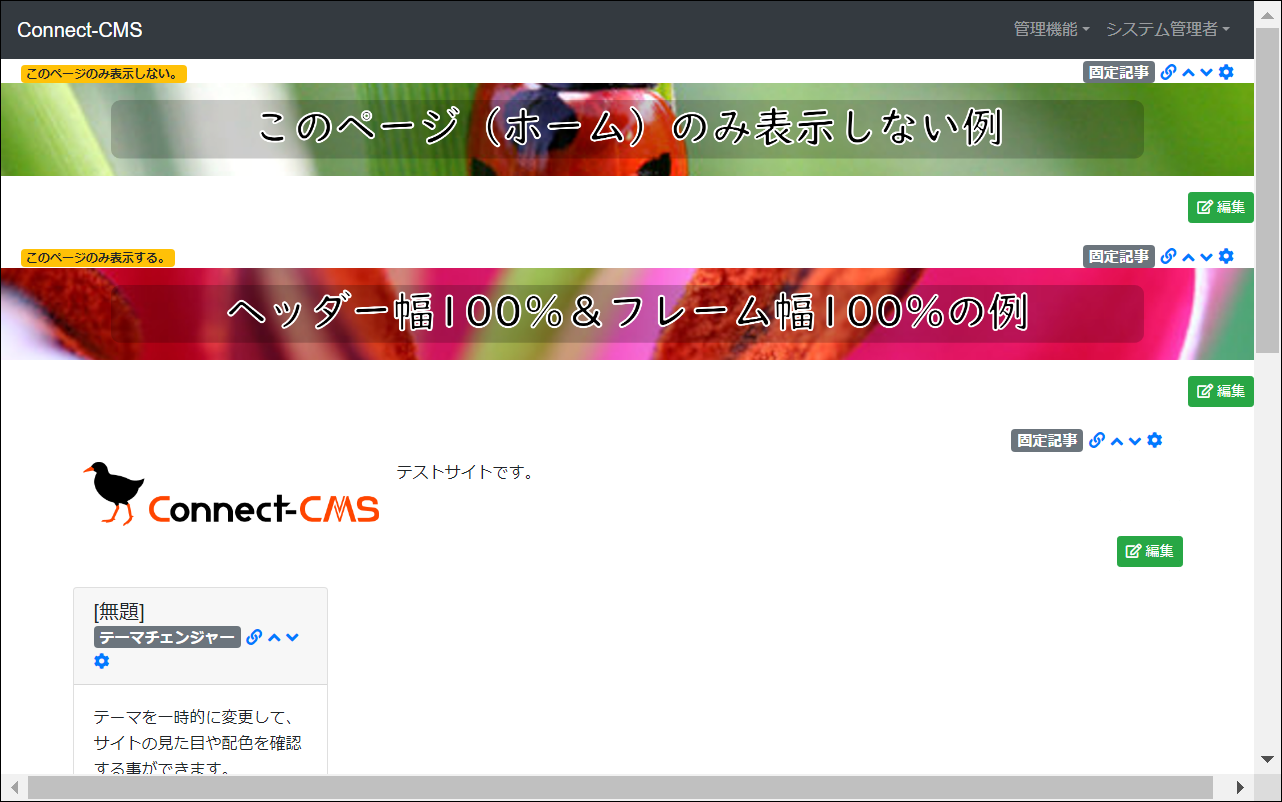 Connect-CMS
管理機能 システム管理者
このページのみ表示しない。
固定記事
このページ（ホーム）のみ表示しない例
編集
このページのみ表示する。
固定記事
ヘッダー幅100％＆フレーム幅100％の例
編集
固定記事
Connect-CMS
テストサイトです。
編集
[無題]
テーマチェンジャー
テーマを一時的に変更して、
サイトの見た目や配色を確認
する事ができます。